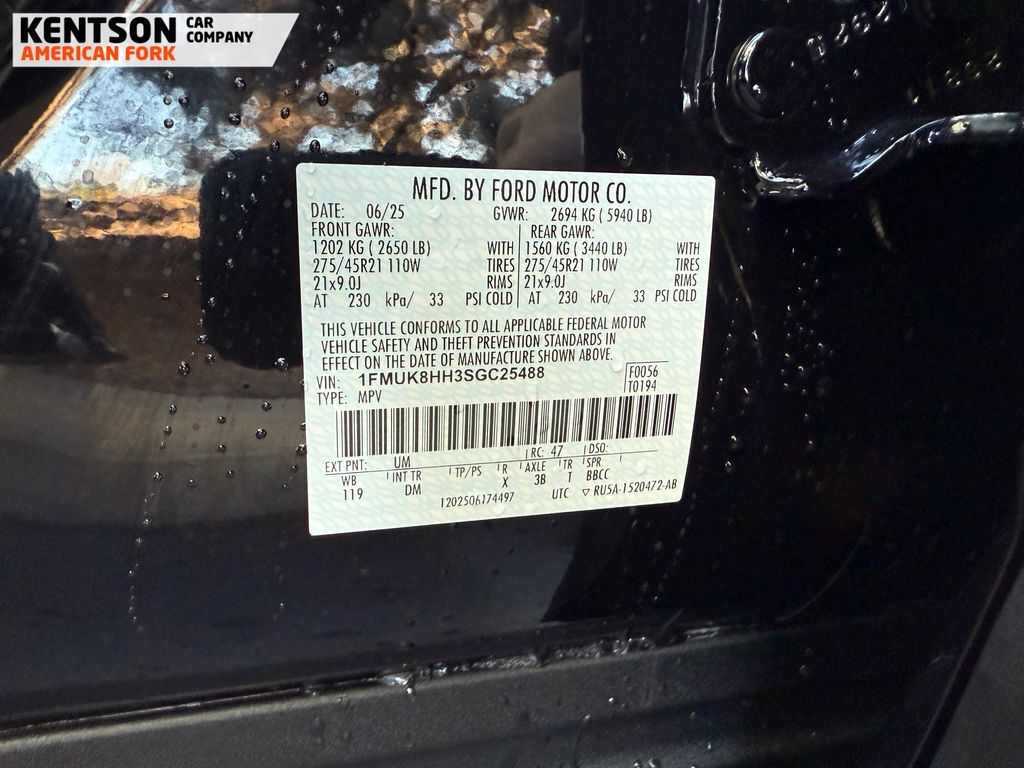 KENTSON CAR COMPANY
AMERICAN FORK
MFD. BY FORD MOTOR CO.
DATE: 06/25 GVWR: 2694 KG ( 5940 LB)
FRONT GAWR: REAR GAWR:
1202 KG ( 2650 LB) WITH 1560 KG ( 3440 LB) WITH
275/45R21 110W TIRES 275/45R21 110W TIRES
21x9.0J RIMS 21x9.0J RIMS
AT 230 kPa/ 33 PSI COLD AT 230 kPa/ 33 PSI COLD
THIS VEHICLE CONFORMS TO ALL APPLICABLE FEDERAL MOTOR
VEHICLE SAFETY AND THEFT PREVENTION STANDARDS IN
EFFECT ON THE DATE OF MANUFACTURE SHOWN ABOVE.
VIN: 1FMUK8HH3SGC25488 F0056
TYPE: MPV T0194
EXT PNT: UM RC: 47 DSO:
WB INT TR TP/PS R AXLE TR SPR
119 DM X 3B T BBCC
1202506174497 UTC ▽ RU5A-1520472-AB